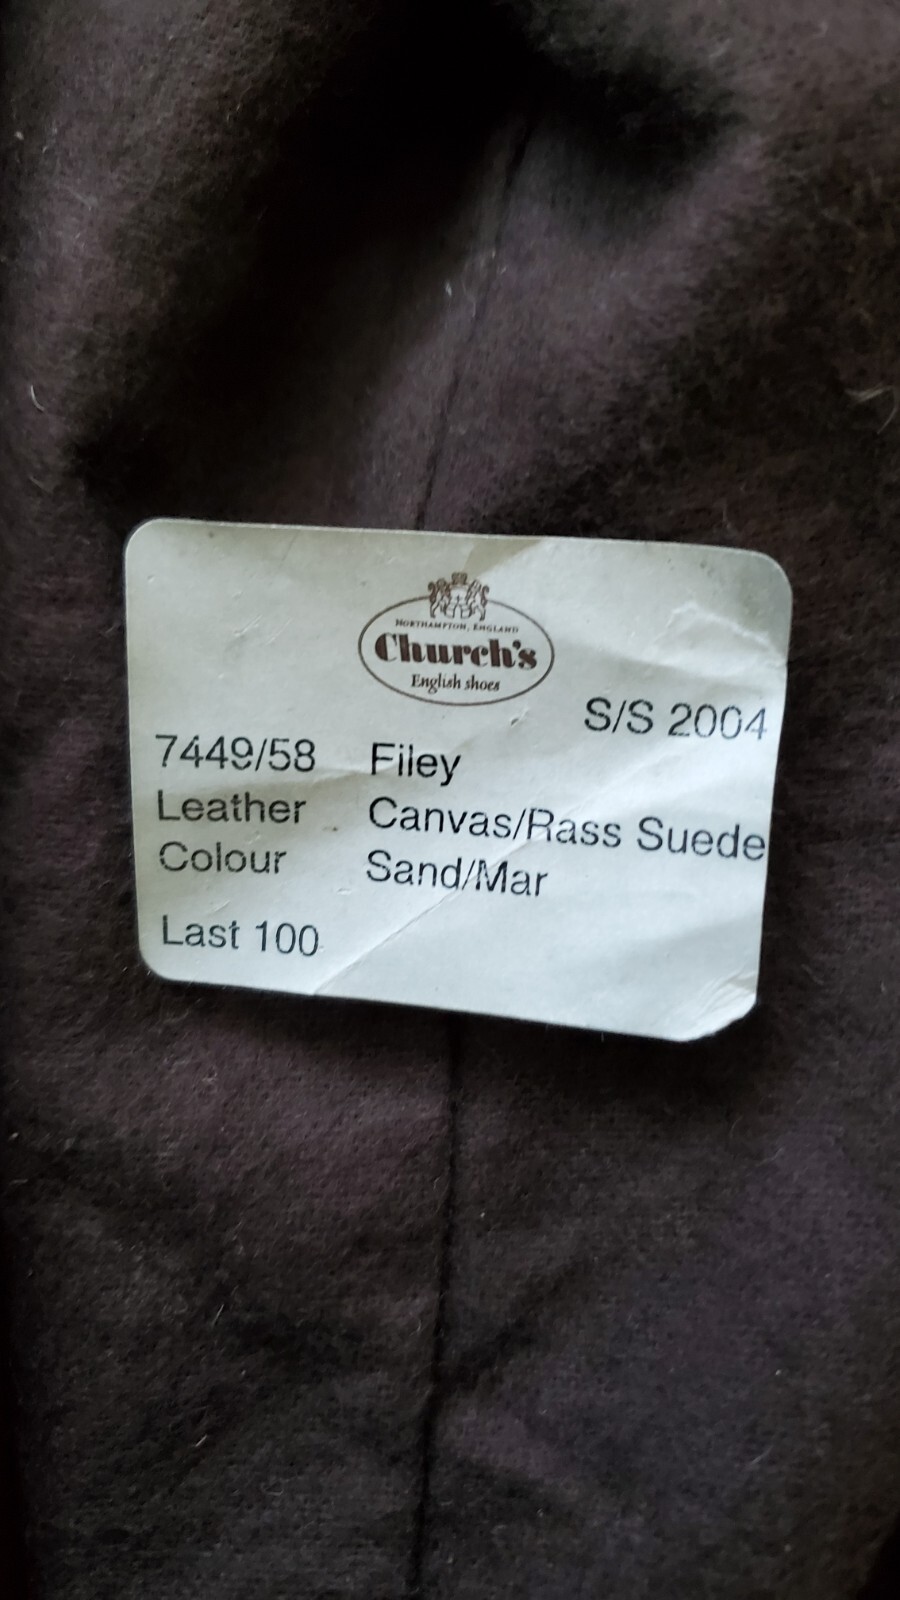 NORTHAMPTON, ENGLAND
Church's
English shoes
S/S 2004
7449/58 Filey
Leather Canvas/Rass Suede
Colour Sand/Mar
Last 100